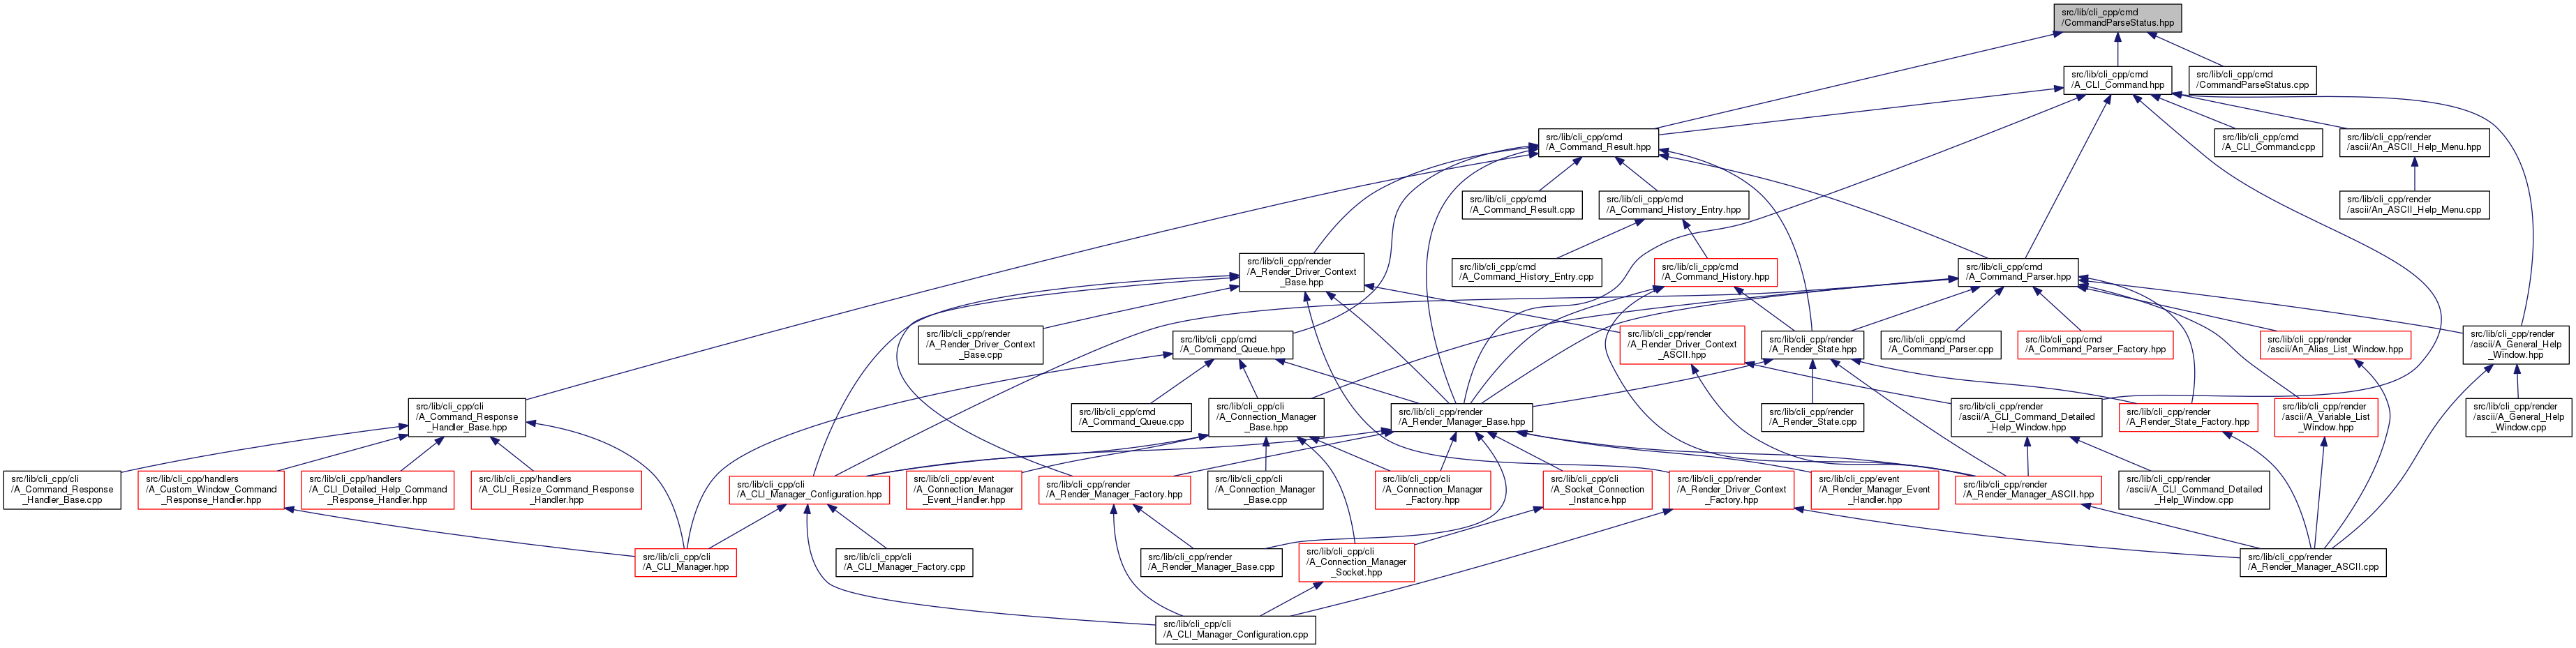 src/lib/cli_cpp/cmd
/CommandParseStatus.hpp
src/lib/cli_cpp/cmd
/A_CLI_Command.hpp
src/lib/cli_cpp/cmd
/CommandParseStatus.cpp
src/lib/cli_cpp/cmd
/A_Command_Result.hpp
src/lib/cli_cpp/cmd
/A_CLI_Command.cpp
src/lib/cli_cpp/render
/ascii/An_ASCII_Help_Menu.hpp
src/lib/cli_cpp/cmd
/A_Command_Result.cpp
src/lib/cli_cpp/cmd
/A_Command_History_Entry.hpp
src/lib/cli_cpp/render
/ascii/An_ASCII_Help_Menu.cpp
src/lib/cli_cpp/render
/A_Render_Driver_Context
_Base.hpp
src/lib/cli_cpp/cmd
/A_Command_History_Entry.cpp
src/lib/cli_cpp/cmd
/A_Command_History.hpp
src/lib/cli_cpp/cmd
/A_Command_Parser.hpp
src/lib/cli_cpp/render
/A_Render_Driver_Context
_Base.cpp
src/lib/cli_cpp/cmd
/A_Command_Queue.hpp
src/lib/cli_cpp/render
/A_Render_Driver_Context
_ASCII.hpp
src/lib/cli_cpp/render
/A_Render_State.hpp
src/lib/cli_cpp/cmd
/A_Command_Parser.cpp
src/lib/cli_cpp/cmd
/A_Command_Parser_Factory.hpp
src/lib/cli_cpp/render
/ascii/An_Alias_List_Window.hpp
src/lib/cli_cpp/render
/ascii/A_General_Help
_Window.hpp
src/lib/cli_cpp/cli
/A_Command_Response
_Handler_Base.hpp
src/lib/cli_cpp/cmd
/A_Command_Queue.cpp
src/lib/cli_cpp/cli
/A_Connection_Manager
_Base.hpp
src/lib/cli_cpp/render
/A_Render_Manager_Base.hpp
src/lib/cli_cpp/render
/A_Render_State.cpp
src/lib/cli_cpp/render
/ascii/A_CLI_Command_Detailed
_Help_Window.hpp
src/lib/cli_cpp/render
/A_Render_State_Factory.hpp
src/lib/cli_cpp/render
/ascii/A_Variable_List
_Window.hpp
src/lib/cli_cpp/render
/ascii/A_General_Help
_Window.cpp
src/lib/cli_cpp/cli
/A_Command_Response
_Handler_Base.cpp
src/lib/cli_cpp/handlers
/A_Custom_Window_Command
_Response_Handler.hpp
src/lib/cli_cpp/handlers
/A_CLI_Detailed_Help_Command
_Response_Handler.hpp
src/lib/cli_cpp/handlers
/A_CLI_Resize_Command_Response
_Handler.hpp
src/lib/cli_cpp/cli
/A_CLI_Manager_Configuration.hpp
src/lib/cli_cpp/event
/A_Connection_Manager
_Event_Handler.hpp
src/lib/cli_cpp/render
/A_Render_Manager_Factory.hpp
src/lib/cli_cpp/cli
/A_Connection_Manager
_Base.cpp
src/lib/cli_cpp/cli
/A_Connection_Manager
_Factory.hpp
src/lib/cli_cpp/cli
/A_Socket_Connection
_Instance.hpp
src/lib/cli_cpp/render
/A_Render_Driver_Context
_Factory.hpp
src/lib/cli_cpp/event
/A_Render_Manager_Event
_Handler.hpp
src/lib/cli_cpp/render
/A_Render_Manager_ASCII.hpp
src/lib/cli_cpp/render
/ascii/A_CLI_Command_Detailed
_Help_Window.cpp
src/lib/cli_cpp/cli
/A_CLI_Manager.hpp
src/lib/cli_cpp/cli
/A_CLI_Manager_Factory.cpp
src/lib/cli_cpp/render
/A_Render_Manager_Base.cpp
src/lib/cli_cpp/cli
/A_Connection_Manager
_Socket.hpp
src/lib/cli_cpp/render
/A_Render_Manager_ASCII.cpp
src/lib/cli_cpp/cli
/A_CLI_Manager_Configuration.cpp